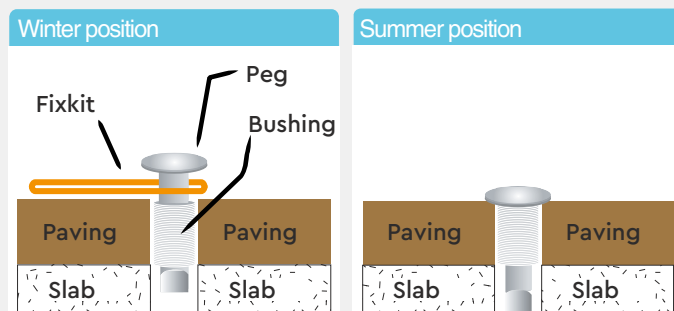 Winter position
Peg
Fixkit
Bushing
Paving
Paving
Slab
Slab
Summer position
Paving
Paving
Slab
Slab